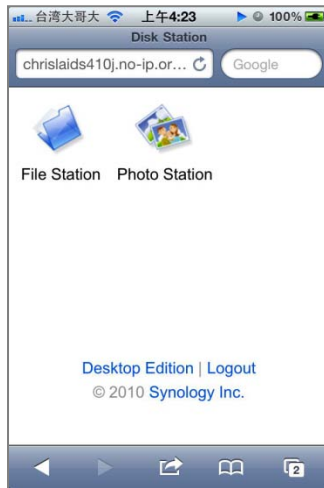 台湾大哥大 上午4:23 100%
Disk Station
chrislaids410j.no-ip.or... Google
File Station Photo Station
Desktop Edition | Logout
© 2010 Synology Inc.
2